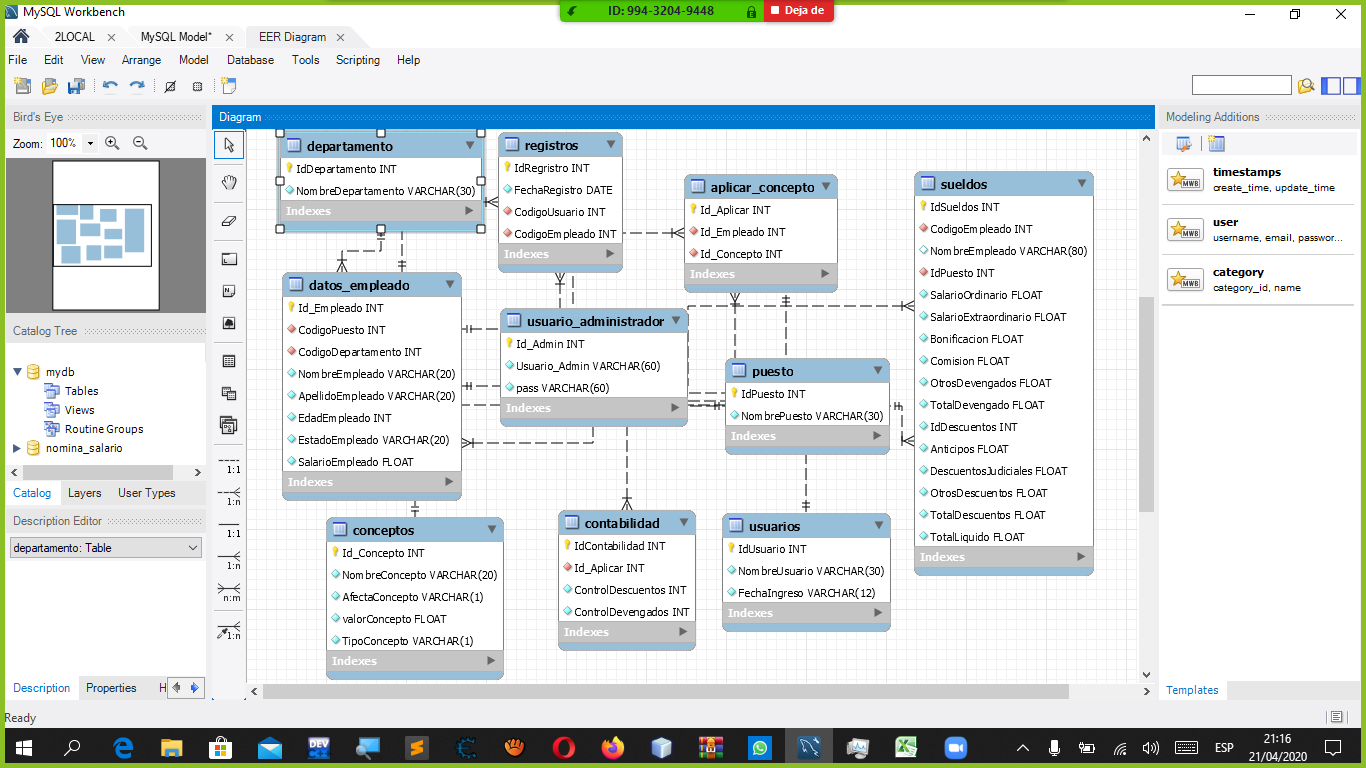 MySQL Workbench
ID: 994-3204-9448
Deja de
2LOCAL
MySQL Model*
EER Diagram
File Edit View Arrange Model Database Tools Scripting Help
Bird's Eye
Zoom: 100%
Catalog Tree
mydb
Tables
Views
Routine Groups
nomina_salario
Catalog Layers User Types
Description Editor
departamento: Table
Description Properties H
Ready
Diagram
1:1
1:n
1:1
1:n
n:m
1:n
departamento
IdDepartamento INT
NombreDepartamento VARCHAR(30)
Indexes
registros
IdRegistro INT
FechaRegistro DATE
CodigoUsuario INT
CodigoEmpleado INT
Indexes
aplicar_concepto
Id_Aplicar INT
Id_Empleado INT
Id_Concepto INT
Indexes
sueldos
IdSueldos INT
CodigoEmpleado INT
NombreEmpleado VARCHAR(80)
IdPuesto INT
SalarioOrdinario FLOAT
SalarioExtraordinario FLOAT
Bonificacion FLOAT
Comision FLOAT
OtrosDevengados FLOAT
TotalDevengado FLOAT
IdDescuentos INT
Anticipos FLOAT
DescuentosJudiciales FLOAT
OtrosDescuentos FLOAT
TotalDescuentos FLOAT
TotalLiquido FLOAT
Indexes
datos_empleado
Id_Empleado INT
CodigoPuesto INT
CodigoDepartamento INT
NombreEmpleado VARCHAR(20)
ApelidoEmpleado VARCHAR(20)
EdadEmpleado INT
EstadoEmpleado VARCHAR(20)
SalarioEmpleado FLOAT
Indexes
usuario_administrador
Id_Admin INT
Usuario_Admin VARCHAR(60)
pass VARCHAR(60)
Indexes
puesto
IdPuesto INT
NombrePuesto VARCHAR(30)
Indexes
conceptos
Id_Concepto INT
NombreConcepto VARCHAR(20)
AfectaConcepto VARCHAR(1)
valorConcepto FLOAT
TipoConcepto VARCHAR(1)
Indexes
contabilidad
IdContabilidad INT
Id_Aplicar INT
ControlDescuentos INT
ControlDevengados INT
Indexes
usuarios
IdUsuario INT
NombreUsuario VARCHAR(30)
FechaIngreso VARCHAR(12)
Indexes
Modeling Additions
timestamps
create_time, update_time
user
username, email, passwor...
category
category_id, name
MWB
MWB
MWB
Templates
DEV
ESP
21:16
21/04/2020